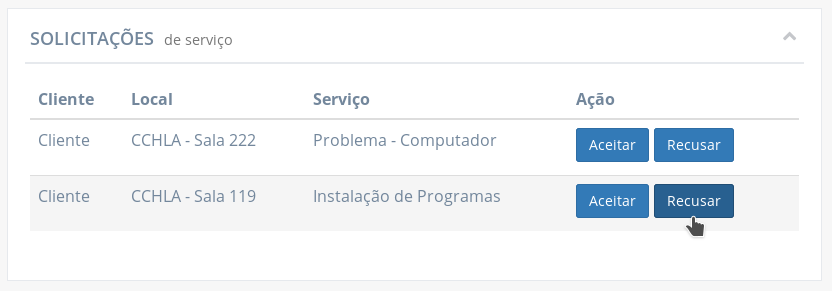 SOLICITAÇÕES de serviço
Cliente Local Serviço Ação
Cliente CCHLA - Sala 222 Problema - Computador Aceitar Recusar
Cliente CCHLA - Sala 119 Instalação de Programas Aceitar Recusar